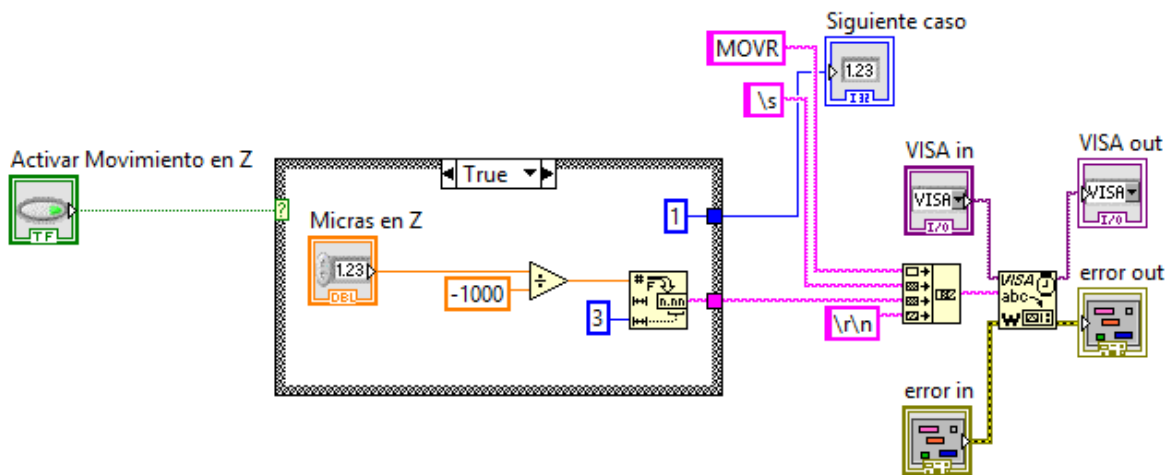 Siguiente caso
MOVR
1.23
I32
\s
Activar Movimiento en Z
TF
True
?
Micras en Z
1.23
DBL
-1000
÷
#
F
n.nn
3
1
VISA in
VISA
I/O
VISA out
VISA
I/O
\r\n
VISA
abc
W
error out
error in